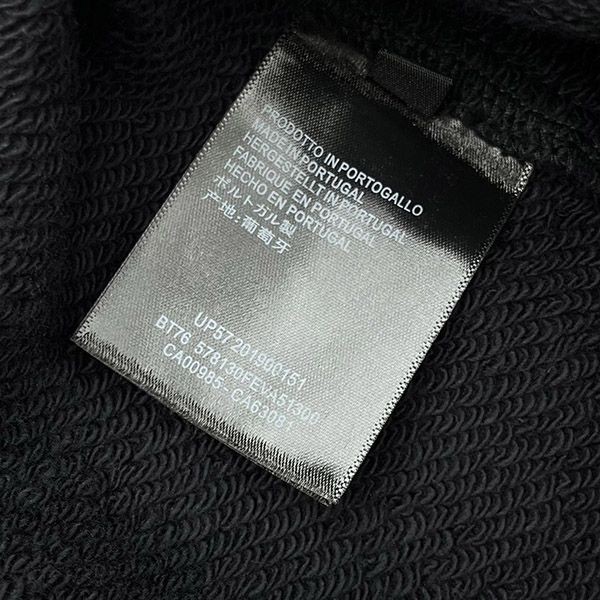 PRODOTTO IN PORTOGALLO
MADE IN PORTUGAL
HERGESTELLT IN PORTUGAL
FABRIQUE EN PORTUGAL
HECHO EN PORTUGAL
ポルトガル製
产地:葡萄牙
UP57 201900151
BT76 578130FEVA51300
CA00985 - CA63081